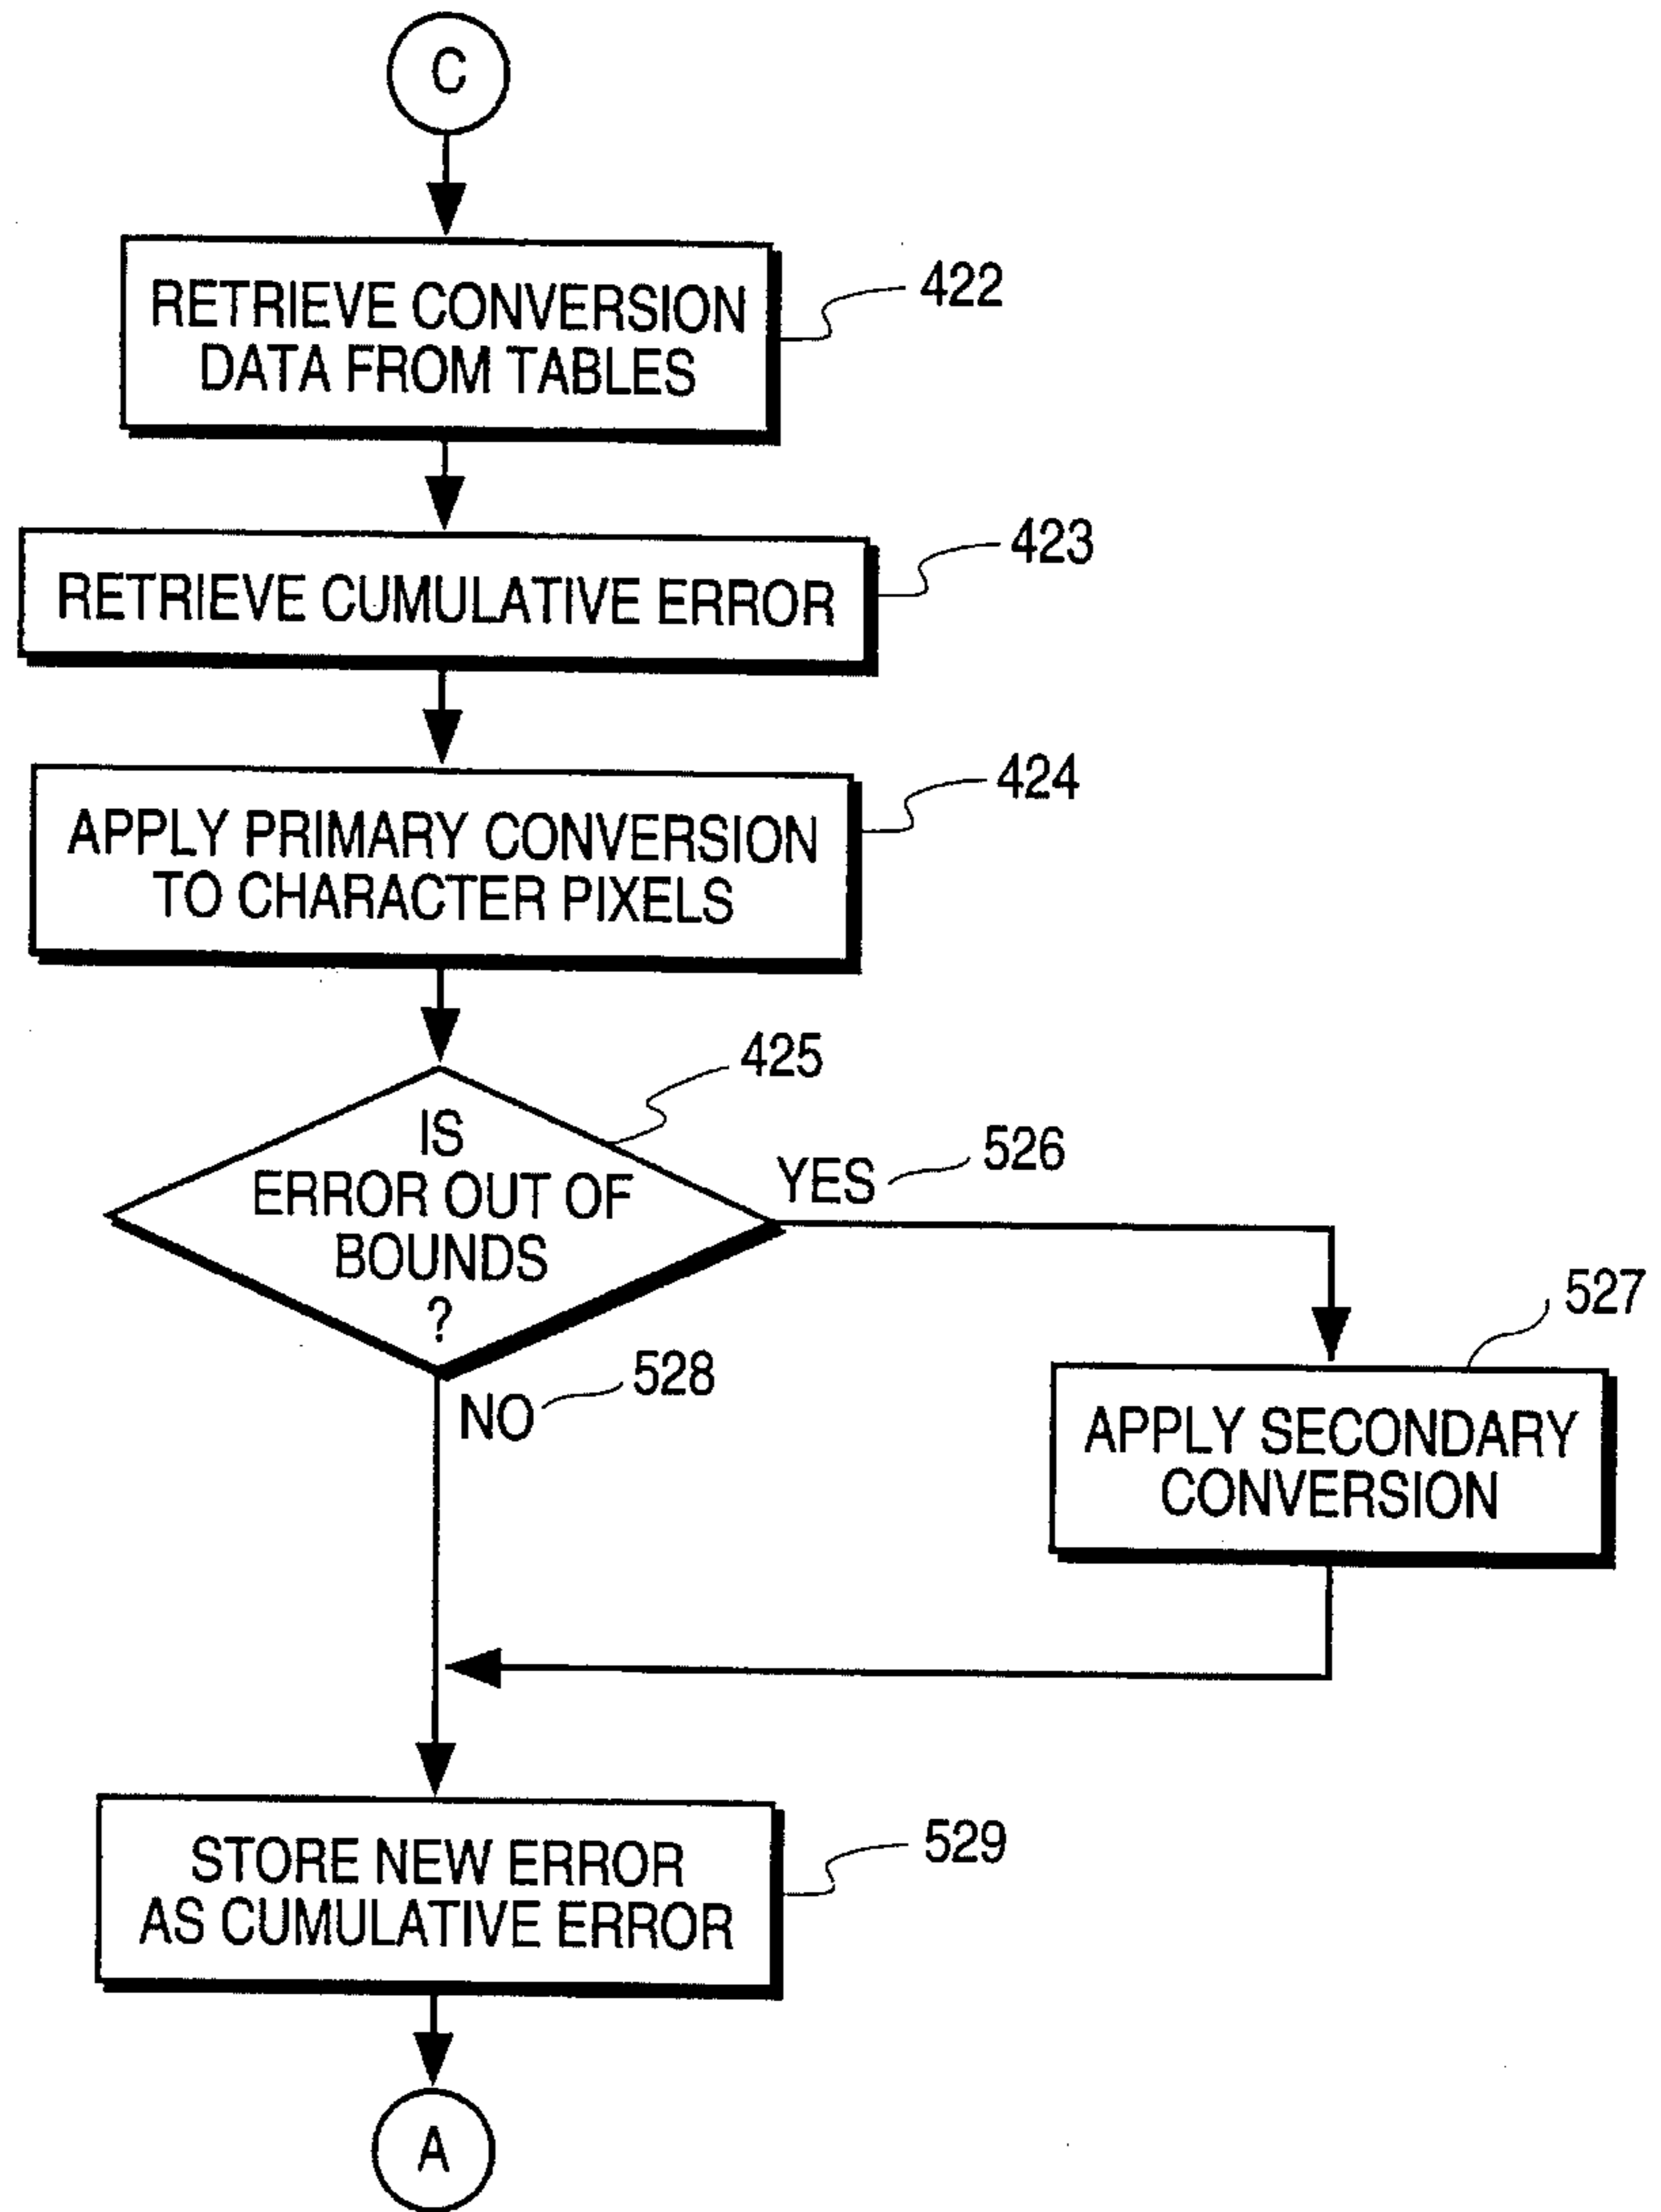 C
RETRIEVE CONVERSION
DATA FROM TABLES
422
RETRIEVE CUMULATIVE ERROR
423
APPLY PRIMARY CONVERSION
TO CHARACTER PIXELS
424
425
IS
ERROR OUT OF
BOUNDS
?
YES
526
527
NO
528
APPLY SECONDARY
CONVERSION
STORE NEW ERROR
AS CUMULATIVE ERROR
529
A